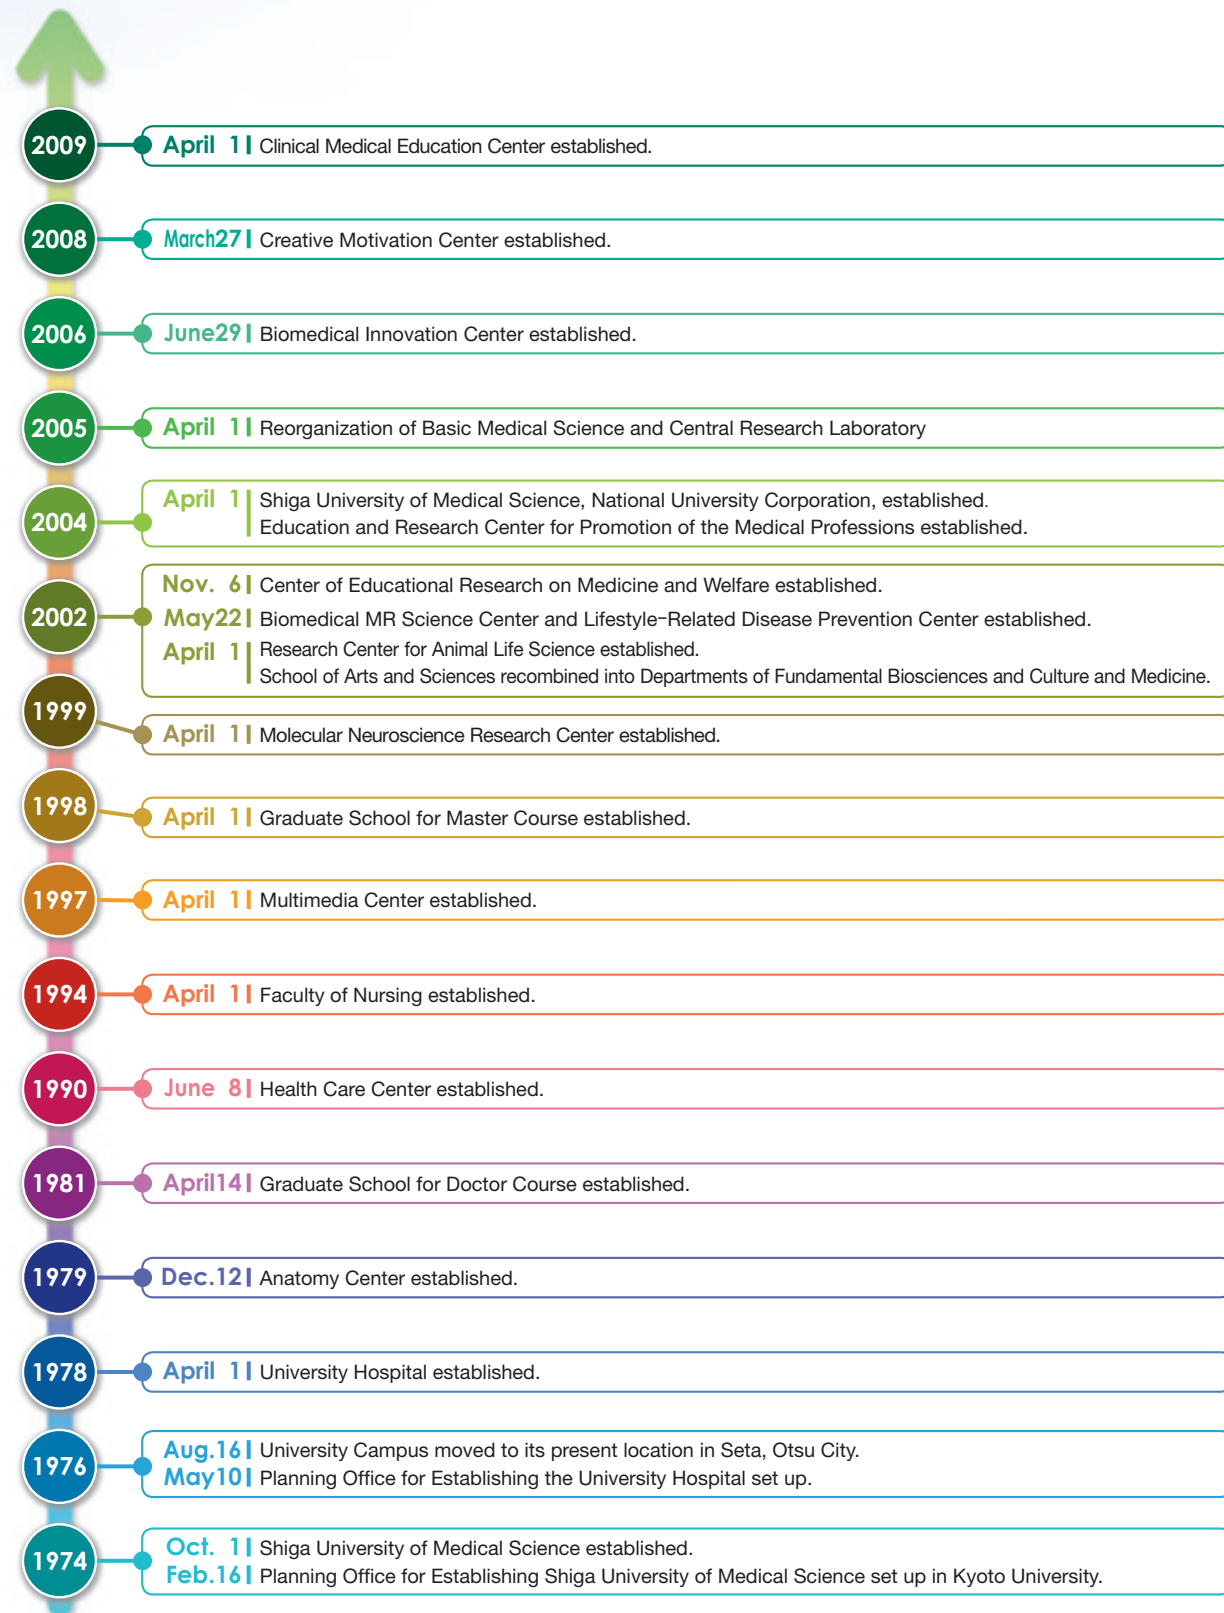 2009
April 1 Clinical Medical Education Center established.
2008
March27 Creative Motivation Center established.
2006
June29 Biomedical Innovation Center established.
2005
April 1 Reorganization of Basic Medical Science and Central Research Laboratory
2004
April 1 Shiga University of Medical Science, National University Corporation, established.
Education and Research Center for Promotion of the Medical Professions established.
2002
Nov. 6 Center of Educational Research on Medicine and Welfare established.
May22 Biomedical MR Science Center and Lifestyle-Related Disease Prevention Center established.
April 1 Research Center for Animal Life Science established.
School of Arts and Sciences recombined into Departments of Fundamental Biosciences and Culture and Medicine.
1999
April 1 Molecular Neuroscience Research Center established.
1998
April 1 Graduate School for Master Course established.
1997
April 1 Multimedia Center established.
1994
April 1 Faculty of Nursing established.
1990
June 8 Health Care Center established.
1981
April14 Graduate School for Doctor Course established.
1979
Dec.12 Anatomy Center established.
1978
April 1 University Hospital established.
1976
Aug.16 University Campus moved to its present location in Seta, Otsu City.
May10 Planning Office for Establishing the University Hospital set up.
1974
Oct. 1 Shiga University of Medical Science established.
Feb.16 Planning Office for Establishing Shiga University of Medical Science set up in Kyoto University.